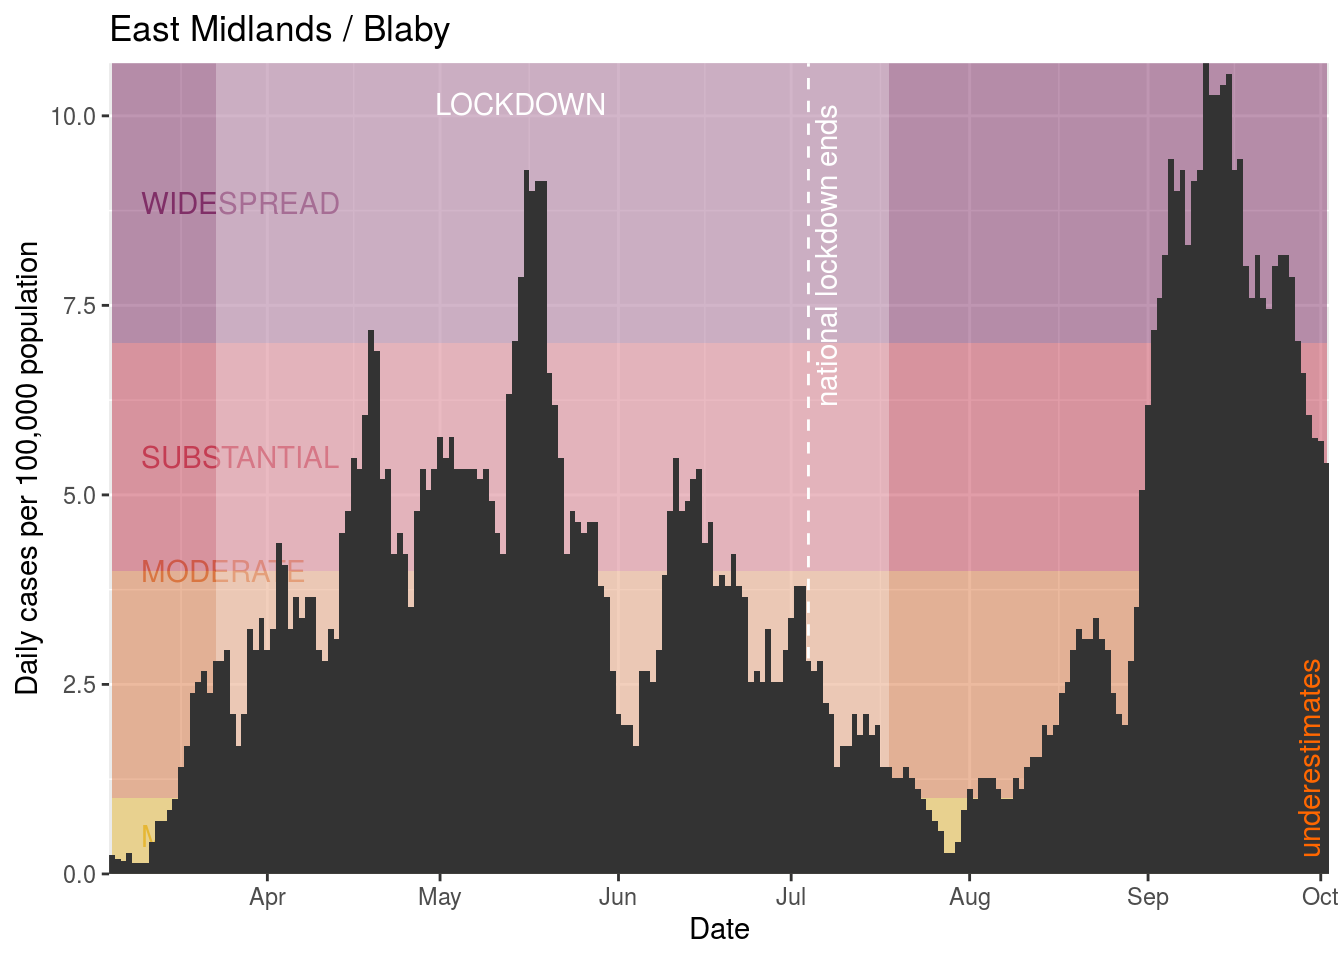 East Midlands / Blaby
Daily cases per 100,000 population
10.0
7.5
5.0
2.5
0.0
LOCKDOWN
WIDESPREAD
SUBSTANTIAL
MODERATE
national lockdown ends
underestimates
Apr
May
Jun
Jul
Aug
Sep
Oct
Date